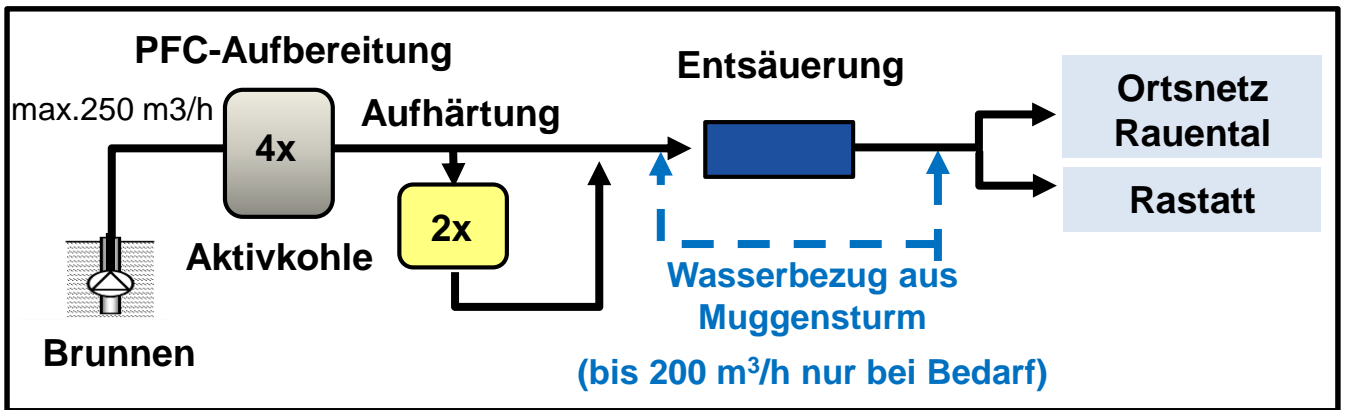 PFC-Aufbereitung
max.250 m3/h
4x
Aktivkohle
Brunnen
Aufhärtung
2x
Entsäuerung
Wasserbezug aus
Muggensturm
(bis 200 m³/h nur bei Bedarf)
Ortsnetz
Rauental
Rastatt